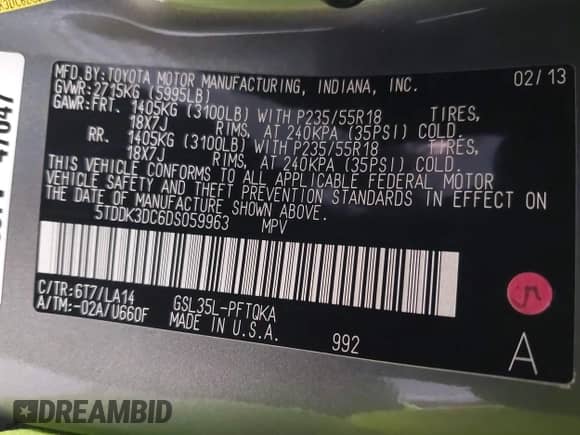 MFD.BY:TOYOTA MOTOR MANUFACTURING, INDIANA, INC. 02/13
GVWR:2715KG (5995LB)
GAWR:FRT. 1405KG (3100LB) WITH P235/55R18 TIRES,
18X7J RIMS, AT 240KPA (35PSI) COLD.
RR. 1405KG (3100LB) WITH P235/55R18 TIRES,
18X7J RIMS, AT 240KPA (35PSI) COLD.
THIS VEHICLE CONFORMS TO ALL APPLICABLE FEDERAL MOTOR
VEHICLE SAFETY AND THEFT PREVENTION STANDARDS IN EFFECT ON
THE DATE OF MANUFACTURE SHOWN ABOVE.
5TDDK3DC6DS059963 MPV
C/TR:6T7/LA14
A/TM:-02A/U660F
GSL35L-PFTQKA
MADE IN U.S.A.
992
A
47047
DREAMBID